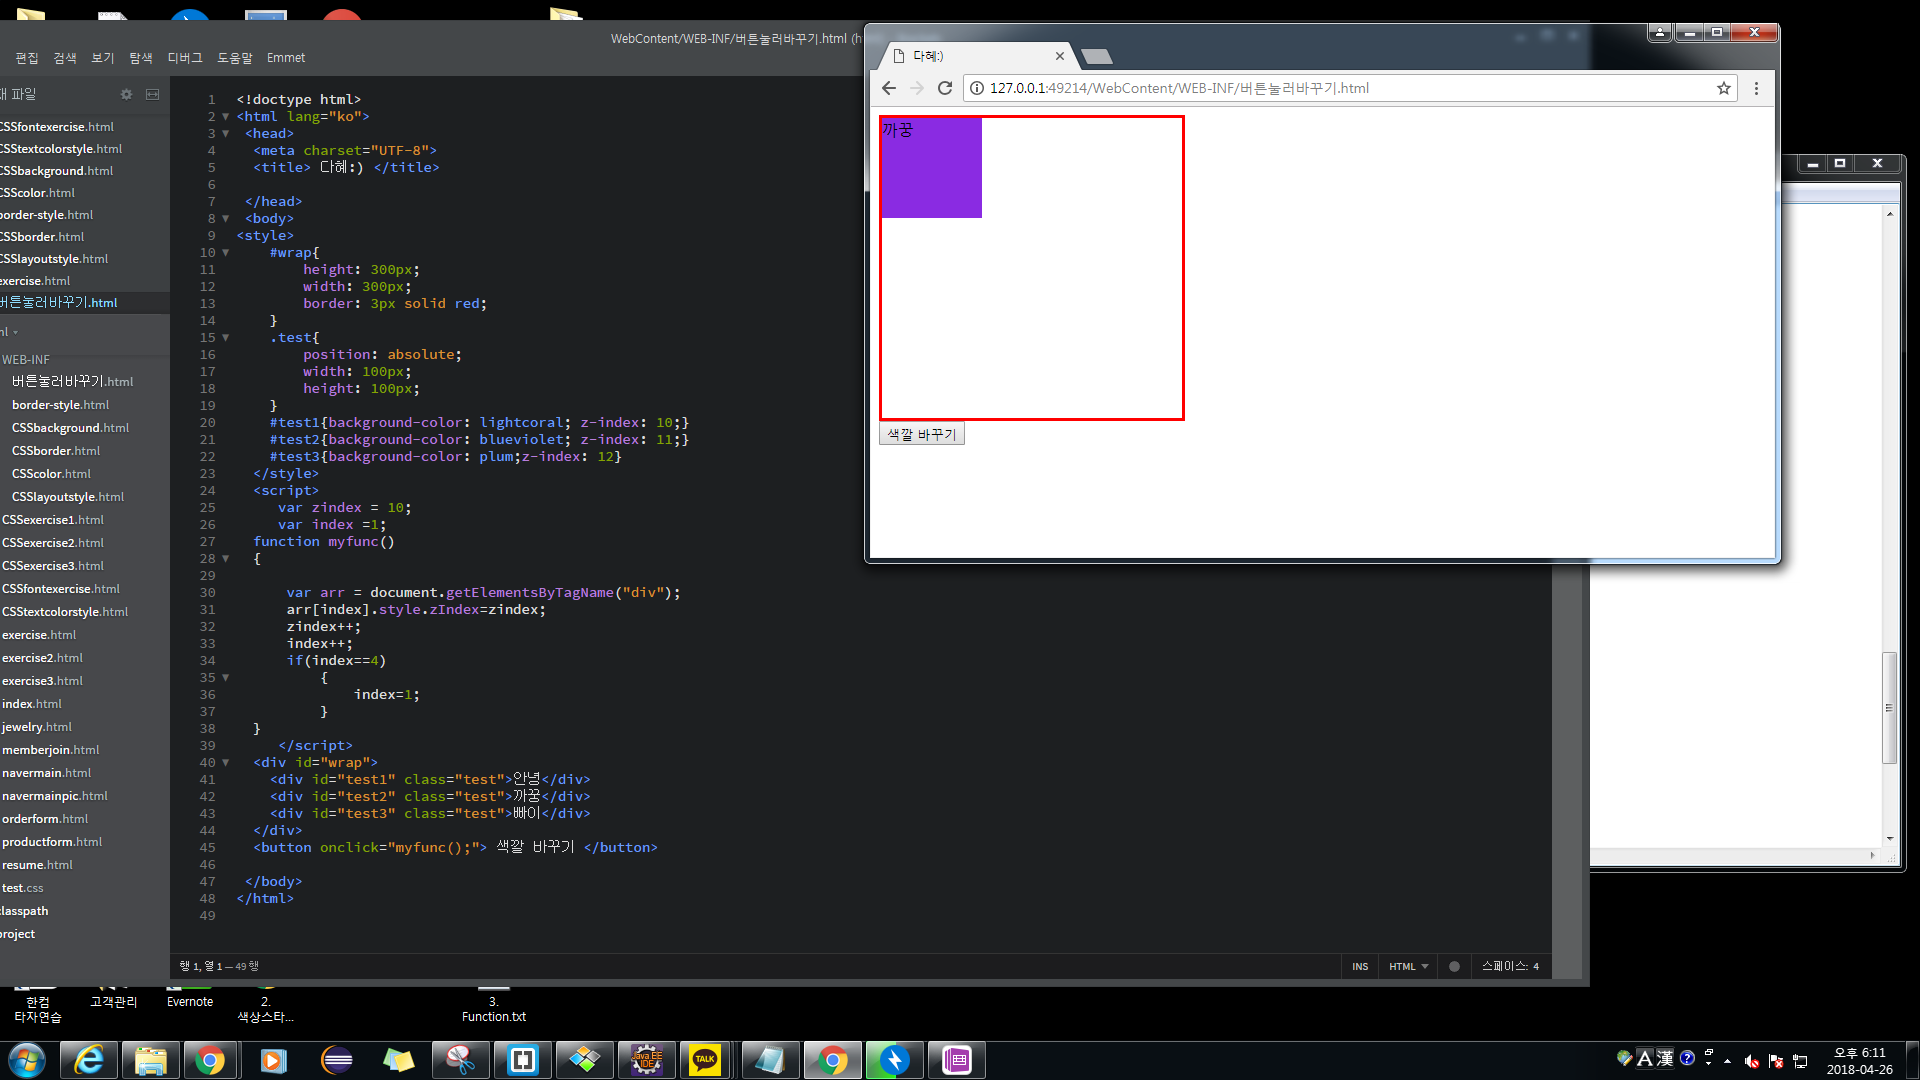 WebContent/WEB-INF/버튼눌러바꾸기.html (h
편집 검색 보기 탐색 디버그 도움말 Emmet
재 파일
CSSfontexercise.html
CSStextcolorstyle.html
CSSbackground.html
CSScolor.html
border-style.html
CSSborder.html
CSSlayoutstyle.html
exercise.html
버튼눌러바꾸기.html
ml
WEB-INF
버튼눌러바꾸기.html
border-style.html
CSSbackground.html
CSSborder.html
CSScolor.html
CSSlayoutstyle.html
CSSexercise1.html
CSSexercise2.html
CSSexercise3.html
CSSfontexercise.html
CSStextcolorstyle.html
exercise.html
exercise2.html
exercise3.html
index.html
jewelry.html
memberjoin.html
navermain.html
navermainpic.html
orderform.html
productform.html
resume.html
test.css
classpath
project
1 <!doctype html>
2 <html lang="ko">
3 <head>
4 <meta charset="UTF-8">
5 <title> 다혜:) </title>
6
7 </head>
8 <body>
9 <style>
10 #wrap{
11 height: 300px;
12 width: 300px;
13 border: 3px solid red;
14 }
15 .test{
16 position: absolute;
17 width: 100px;
18 height: 100px;
19 }
20 #test1{background-color: lightcoral; z-index: 10;}
21 #test2{background-color: blueviolet; z-index: 11;}
22 #test3{background-color: plum;z-index: 12}
23 </style>
24 <script>
25 var zindex = 10;
26 var index =1;
27 function myfunc()
28 {
29
30 var arr = document.getElementsByTagName("div");
31 arr[index].style.zIndex=zindex;
32 zindex++;
33 index++;
34 if(index==4)
35 {
36 index=1;
37 }
38 }
39 </script>
40 <div id="wrap">
41 <div id="test1" class="test">안녕</div>
42 <div id="test2" class="test">까꿍</div>
43 <div id="test3" class="test">빠이</div>
44 </div>
45 <button onclick="myfunc();"> 색깔 바꾸기 </button>
46
47 </body>
48 </html>
49
행 1, 열 1 — 49 행
INS HTML 스페이스: 4
다혜:)
127.0.0.1:49214/WebContent/WEB-INF/버튼눌러바꾸기.html
까꿍
색깔 바꾸기
한컴
타자연습
고객관리
Evernote
2.
색상스타...
3.
Function.txt
Java EE
IDE
TALK
A 漢
오후 6:11
2018-04-26